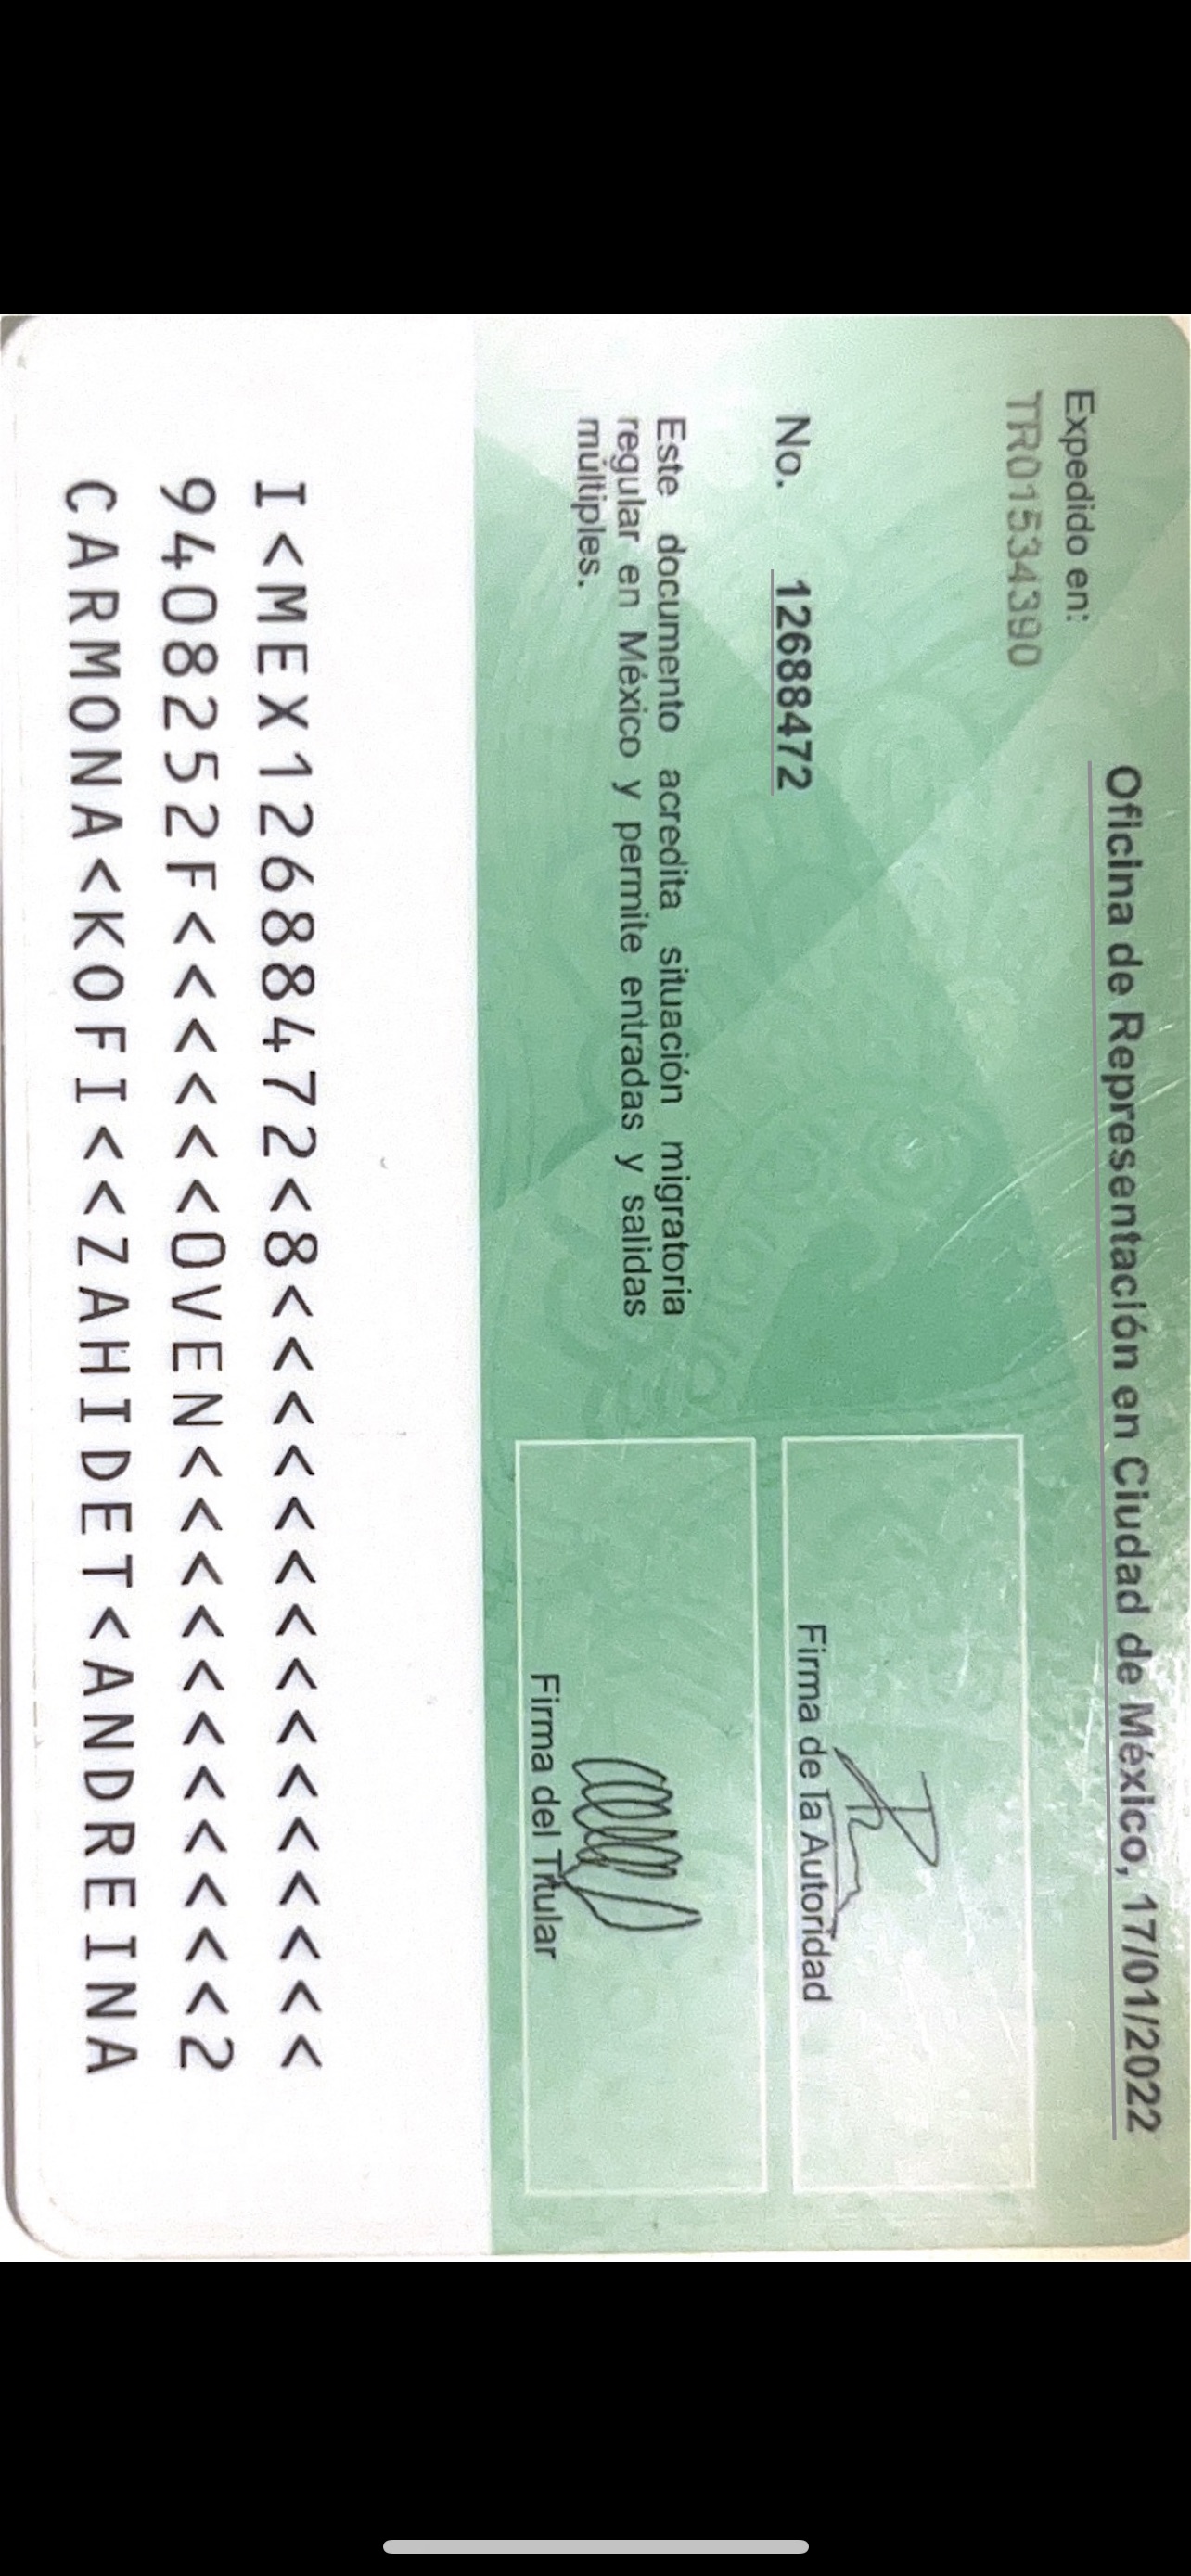 Oficina de Representación en Ciudad de México, 17/01/2022
Expedido en:
TR01534390
No. 12688472
Este documento acredita situación migratoria
regular en México y permite entradas y salidas
múltiples.
Firma de la Autoridad
Firma del Titular
I<MEX12688472<8<<<<<<<<<<<<<<<
9408252F<<<<<<0VEN<<<<<<<<<<<2
CARMONA<KOFI<<ZAHIDET<ANDREINA